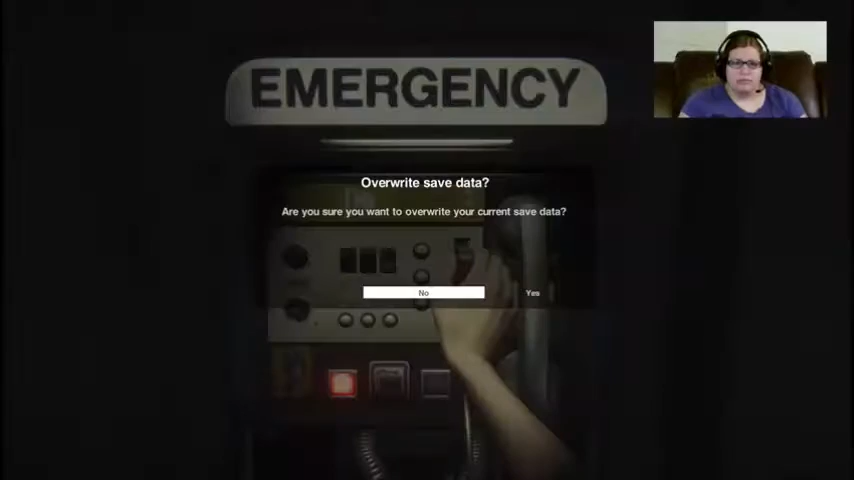 EMERGENCY
Overwrite save data?
Are you sure you want to overwrite your current save data?
No
Yes